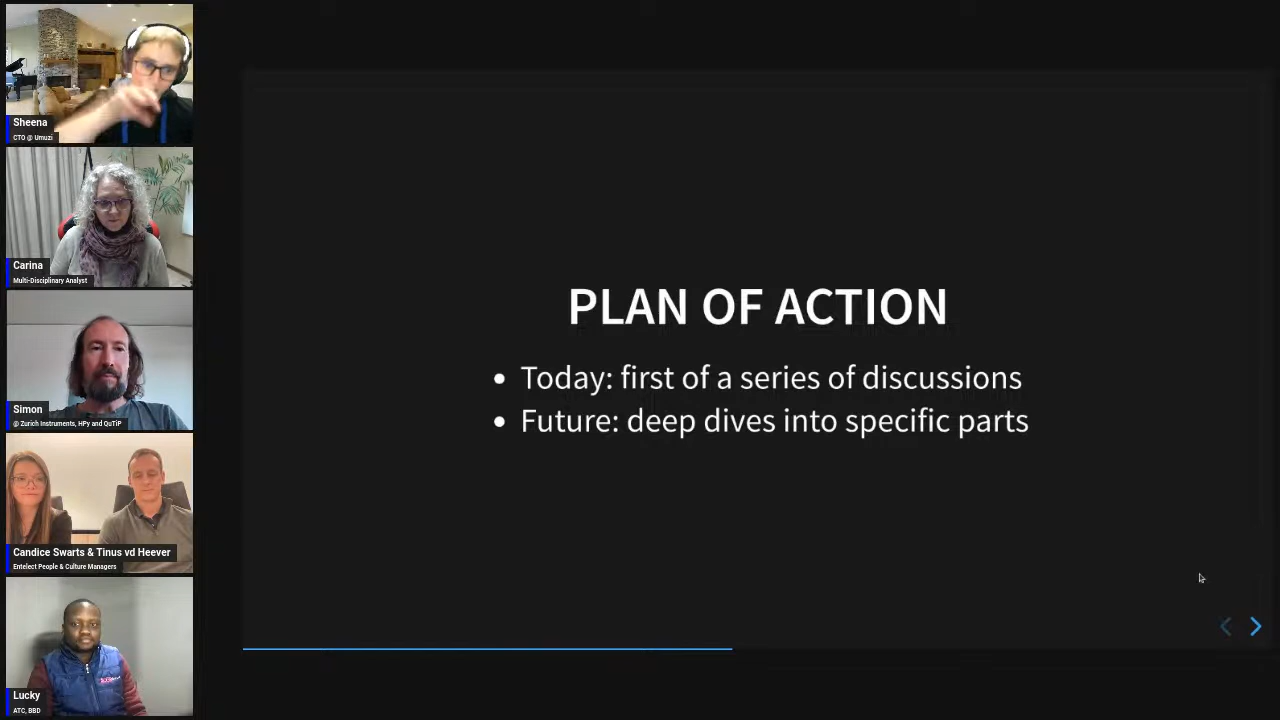 Sheena
CTO @ Umuzi
Carina
Multi-Disciplinary Analyst
Simon
@ Zurich Instruments, HPy and QuTiP
Candice Swarts & Tinus vd Heever
Entelect People & Culture Managers
Lucky
ATC, BBD
PLAN OF ACTION
• Today: first of a series of discussions
• Future: deep dives into specific parts